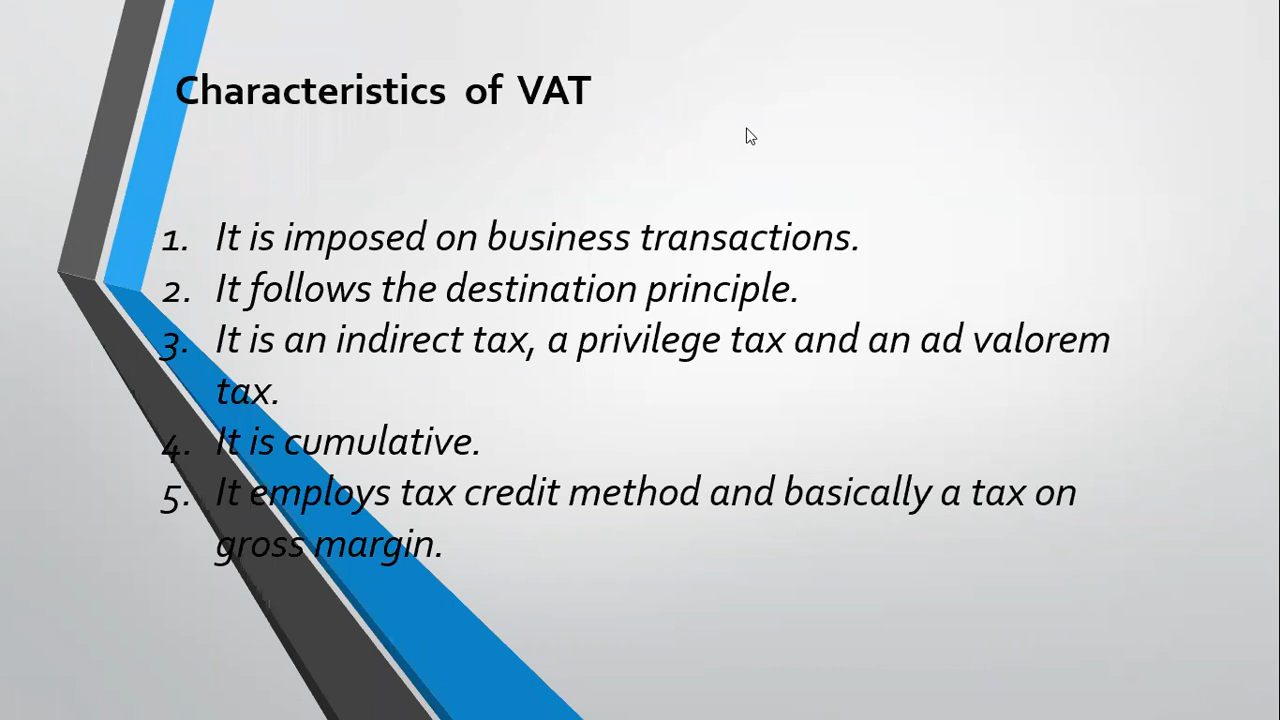 Characteristics of VAT
1. It is imposed on business transactions.
2. It follows the destination principle.
3. It is an indirect tax, a privilege tax and an ad valorem
tax.
4. It is cumulative.
5. It employs tax credit method and basically a tax on
gross margin.